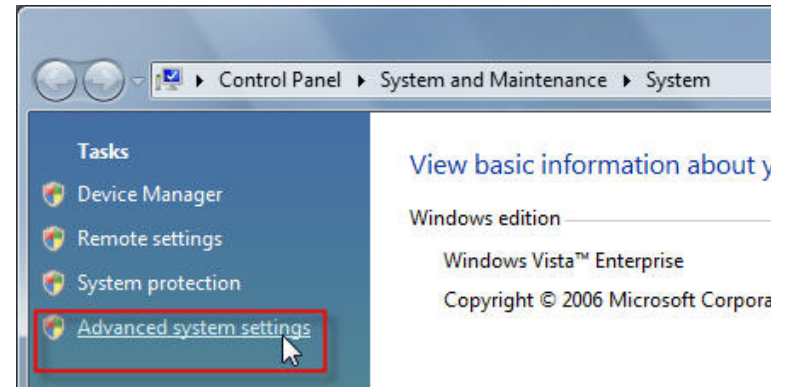 Control Panel System and Maintenance System
Tasks
Device Manager
Remote settings
System protection
Advanced system settings
View basic information about y
Windows edition
Windows Vista™ Enterprise
Copyright © 2006 Microsoft Corpora